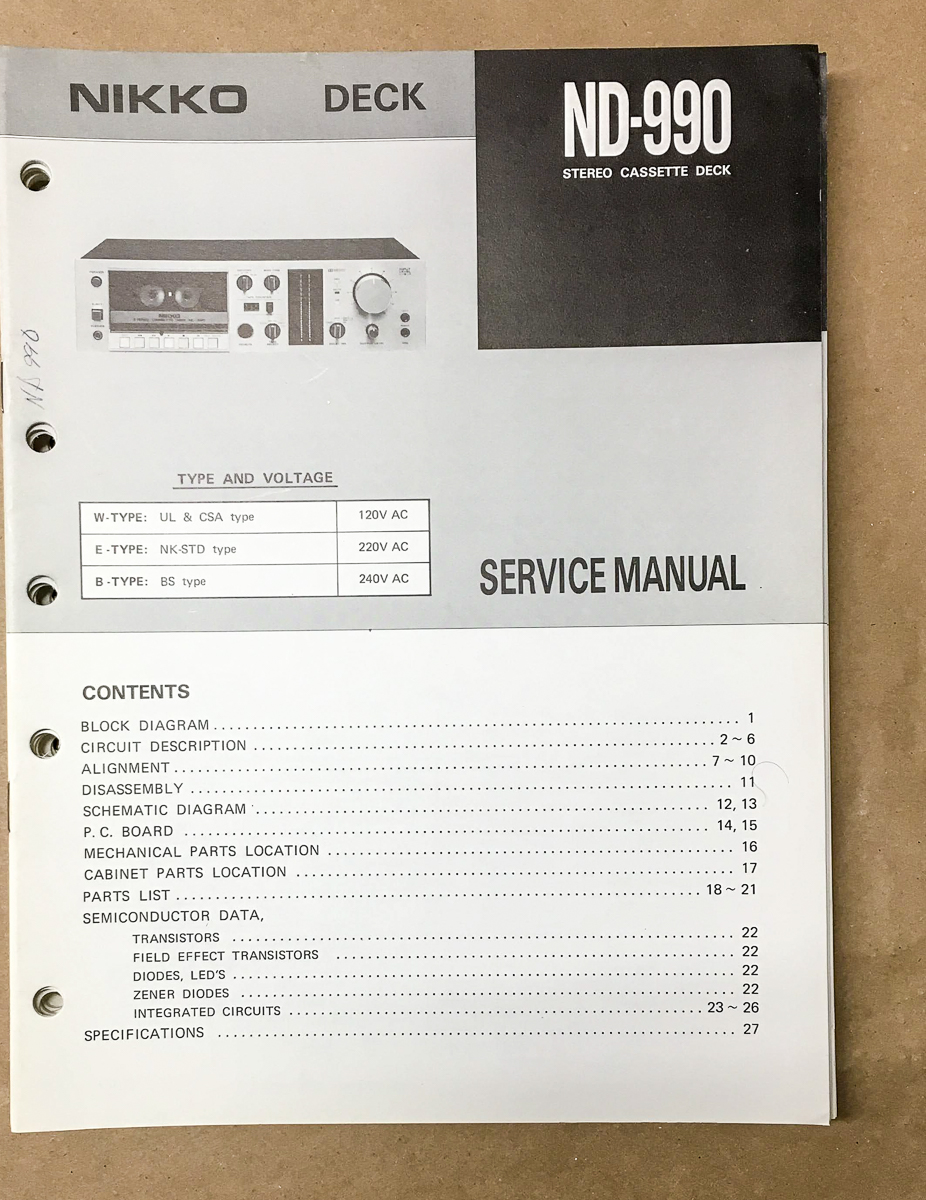 NIKKO DECK
ND-990
STEREO CASSETTE DECK
NIKKO
ND 990
TYPE AND VOLTAGE
W-TYPE: UL & CSA type 120V AC
E-TYPE: NK-STD type 220V AC
B-TYPE: BS type 240V AC
SERVICE MANUAL
CONTENTS
BLOCK DIAGRAM 1
CIRCUIT DESCRIPTION 2 ~ 6
ALIGNMENT 7 ~ 10
DISASSEMBLY 11
SCHEMATIC DIAGRAM 12, 13
P. C. BOARD 14, 15
MECHANICAL PARTS LOCATION 16
CABINET PARTS LOCATION 17
PARTS LIST 18 ~ 21
SEMICONDUCTOR DATA,
TRANSISTORS 22
FIELD EFFECT TRANSISTORS 22
DIODES, LED'S 22
ZENER DIODES 22
INTEGRATED CIRCUITS 23 ~ 26
SPECIFICATIONS 27